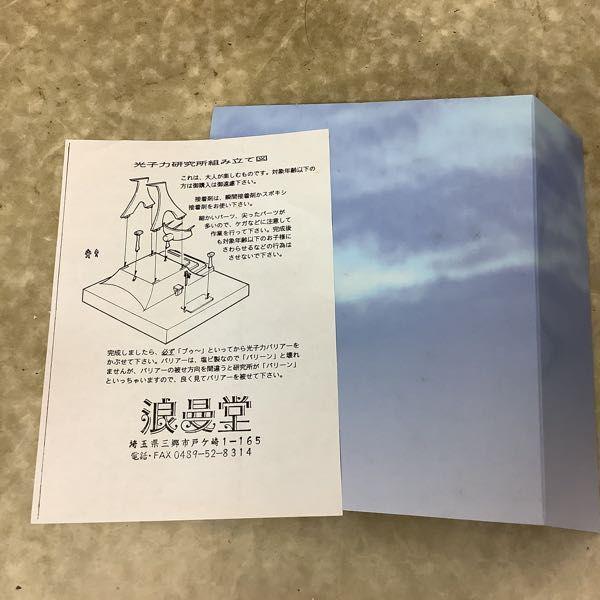 光子力研究所組み立て図
これは、大人が楽しむものです。対象年齢以下の
方は御購入は御遠慮下さい。
接着剤は、瞬間接着剤かエポキシ
接着剤をお使い下さい。
細かいパーツ、尖ったパーツが
多いので、ケガなどに注意して
作業を行って下さい。完成後
も対象年齢以下のお子様に
さわらせるなどの行為は
させないで下さい。
完成しましたら、必ず「ブゥ〜」といってから光子力バリアーを
かぶせて下さい。バリアーは、塩ビ製なので「バリーン」と壊れ
ませんが、バリアーの被せ方向を間違うと研究所が「バリーン」
といっちゃいますので、良く見てバリアーを被せて下さい。
浪曼堂
埼玉県三郷市戸ケ崎1-165
電話・FAX 0489-52-8314